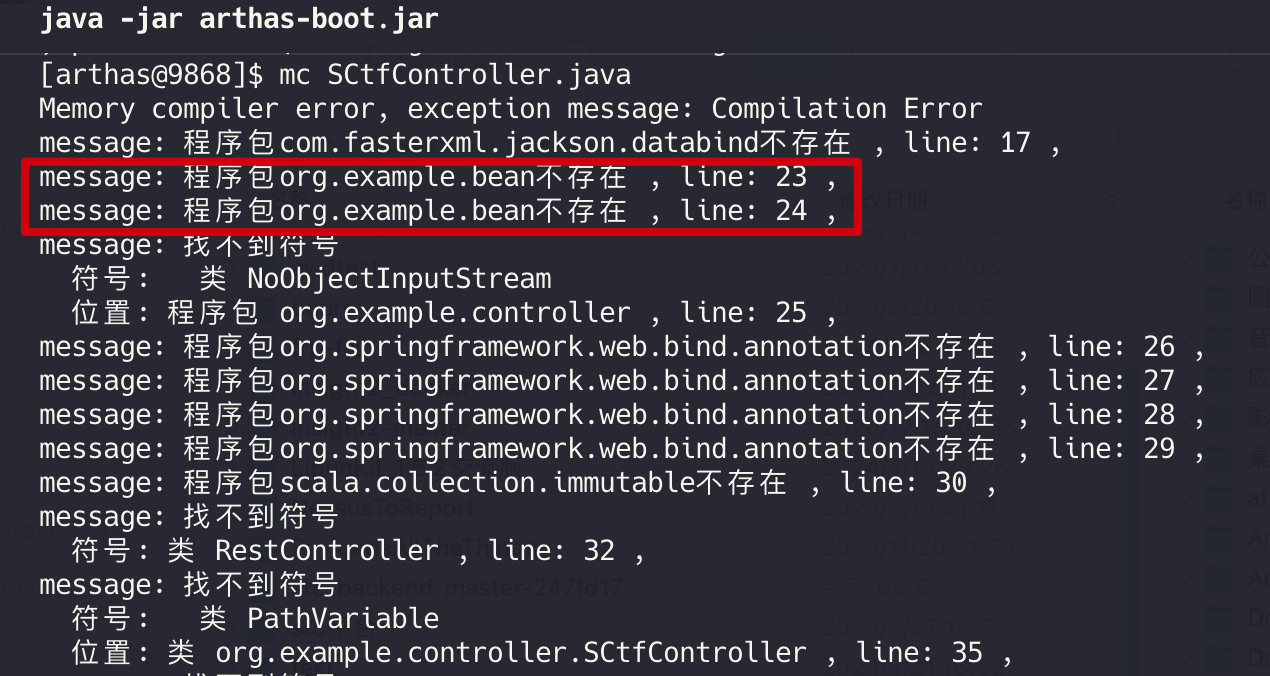 java -jar arthas-boot.jar
[arthas@9868]$ mc SCtfController.java
Memory compiler error, exception message: Compilation Error
message: 程序包com.fasterxml.jackson.databind不存在 , line: 17 ,
message: 程序包org.example.bean不存在 , line: 23 ,
message: 程序包org.example.bean不存在 , line: 24 ,
message: 找不到符号
符号:   类 NoObjectInputStream
位置: 程序包 org.example.controller , line: 25 ,
message: 程序包org.springframework.web.bind.annotation不存在 , line: 26 ,
message: 程序包org.springframework.web.bind.annotation不存在 , line: 27 ,
message: 程序包org.springframework.web.bind.annotation不存在 , line: 28 ,
message: 程序包org.springframework.web.bind.annotation不存在 , line: 29 ,
message: 程序包scala.collection.immutable不存在 , line: 30 ,
message: 找不到符号
符号: 类 RestController , line: 32 ,
message: 找不到符号
符号:   类 PathVariable
位置: 类 org.example.controller.SCtfController , line: 35 ,